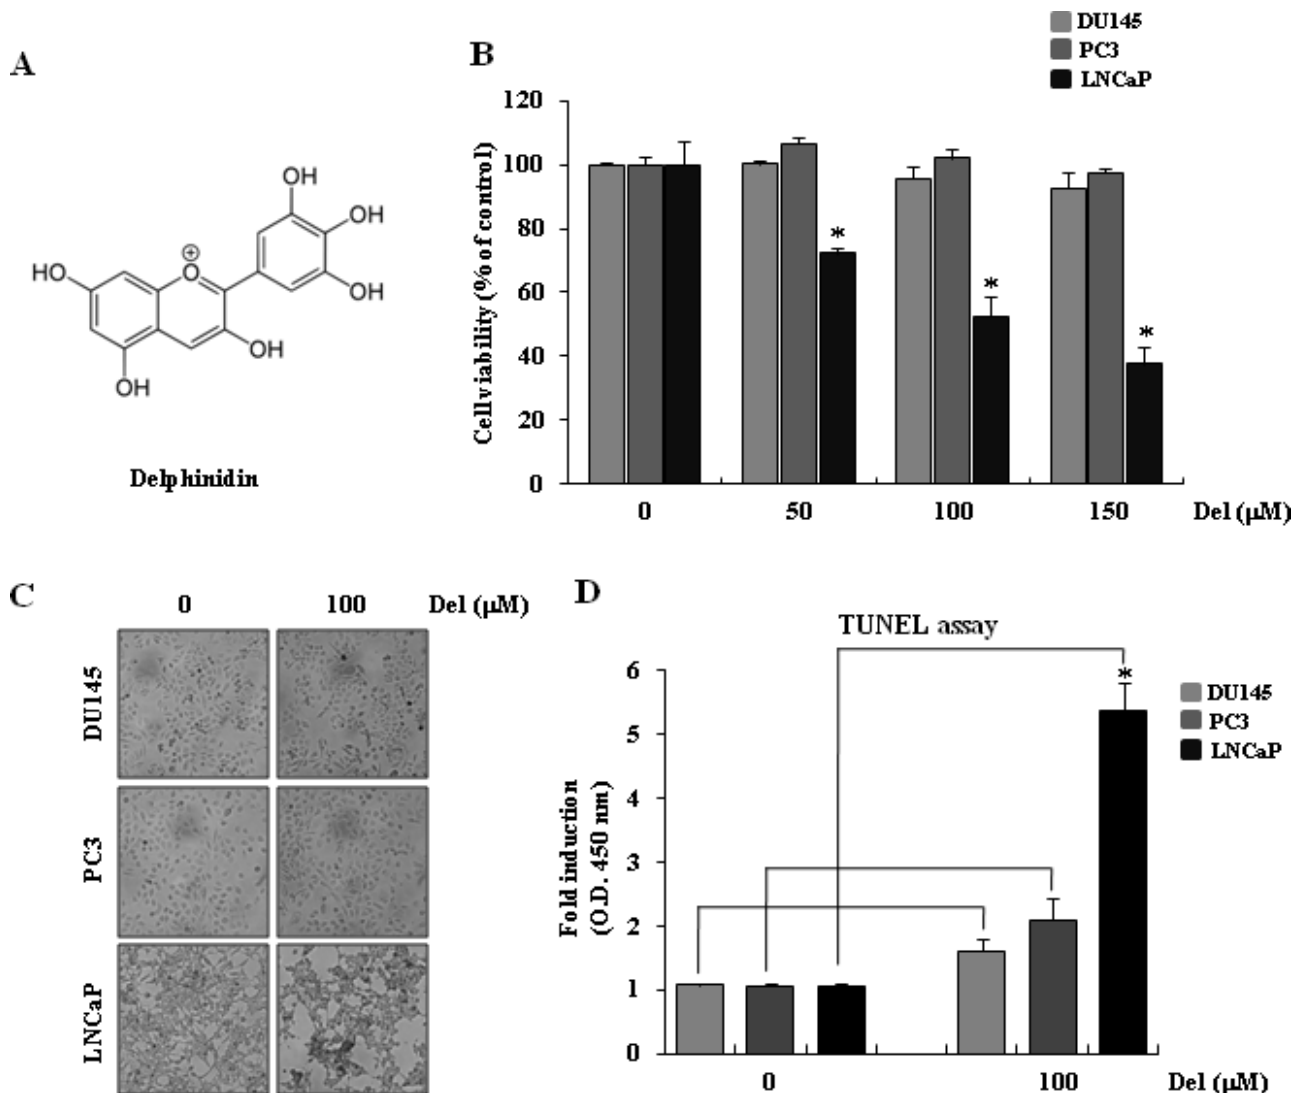 A
OH
OH
HO
O
+
OH
OH
OH
Delphinidin
B
DU145
PC3
LNCaP
Cell viability (% of control)
120
100
80
60
40
20
0
*
*
*
0 50 100 150 Del (μM)
C
0 100 Del (μM)
DU145
PC3
LNCaP
D
TUNEL assay
DU145
PC3
LNCaP
Fold induction
(O.D. 450 nm)
6
5
4
3
2
1
0
*
0 100 Del (μM)